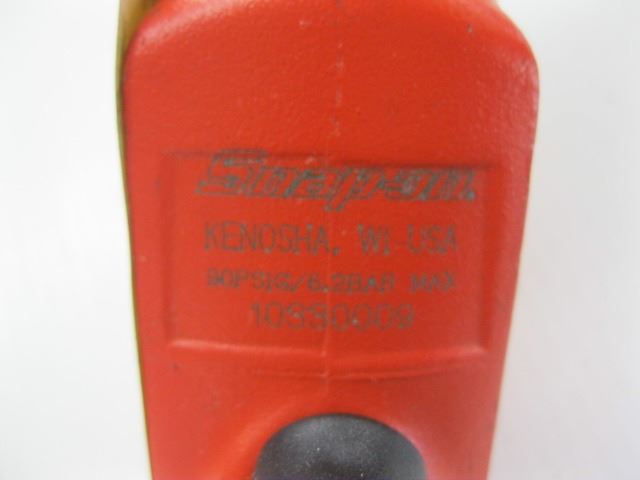 Snap-on
KENOSHA, WI-USA
90PSIG/6.2BAR MAX
10330009